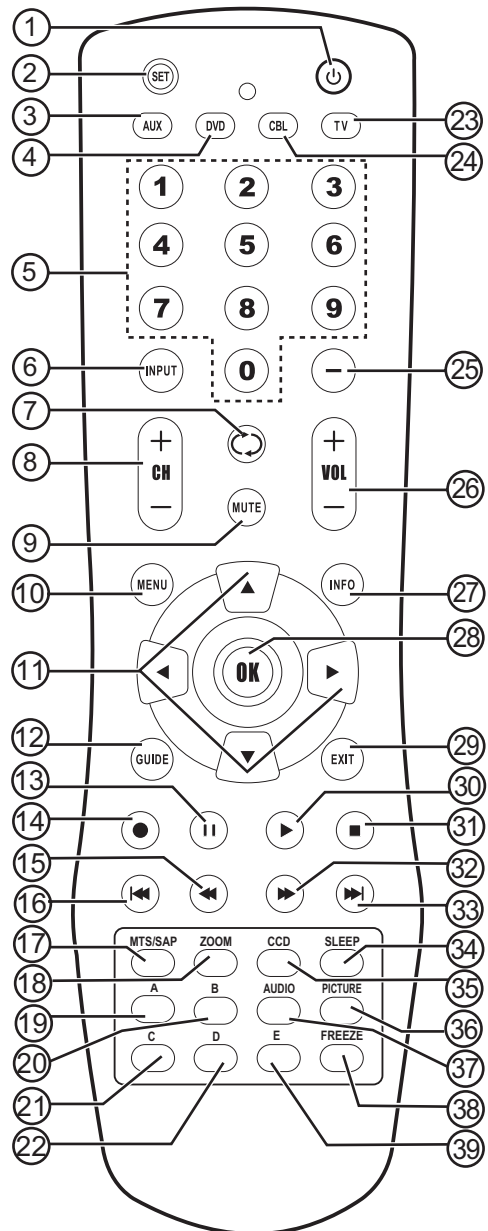 1
2 SET
3 AUX DVD CBL TV 23
4 24
1 2 3
4 5 6
5
7 8 9
6 INPUT 0 − 25
7
8 + CH − + VOL − 26
9 MUTE
10 MENU INFO 27
28
11 OK
12 GUIDE EXIT 29
13 30
14 31
15 32
16 33
17 MTS/SAP ZOOM CCD SLEEP 34
18 35
19 A B AUDIO PICTURE 36
20 37
21 C D E FREEZE 38
22 39